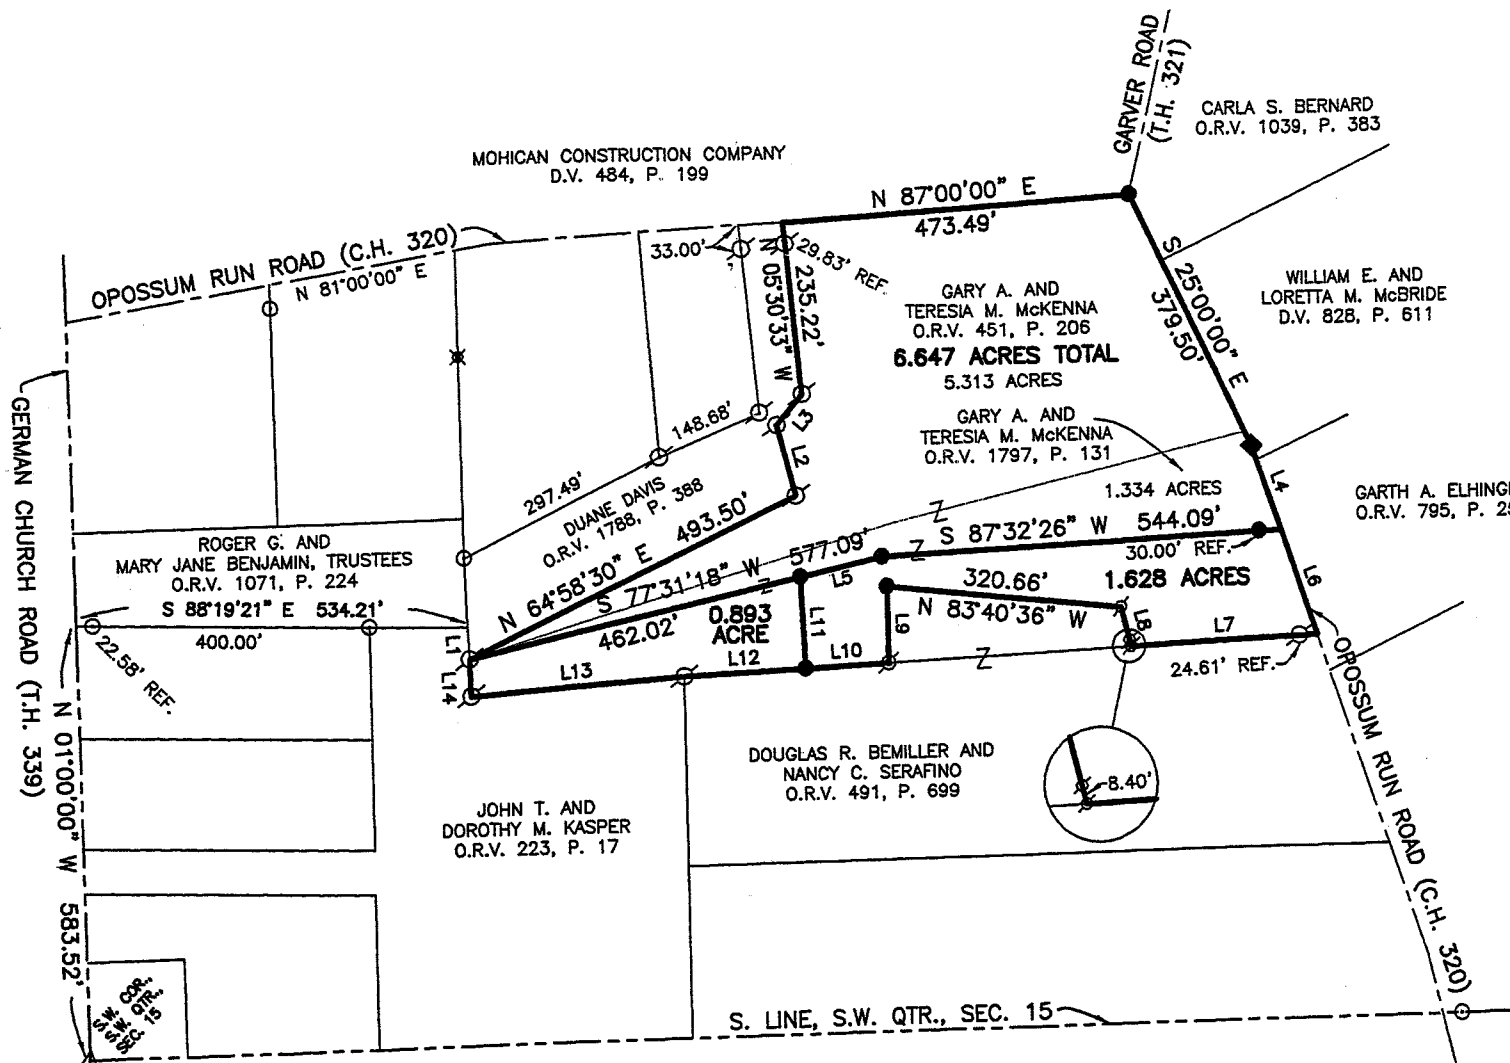 GARVER ROAD
(T.H. 321)
CARLA S. BERNARD
O.R.V. 1039, P. 383
MOHICAN CONSTRUCTION COMPANY
D.V. 484, P. 199
N 87°00'00" E
473.49'
OPOSSUM RUN ROAD (C.H. 320)
N 81°00'00" E
33.00'
29.83' REF.
N 05°30'33" W
235.22'
S 25°00'00" E
379.50'
WILLIAM E. AND
LORETTA M. McBRIDE
D.V. 828, P. 611
GARY A. AND
TERESIA M. McKENNA
O.R.V. 451, P. 206
6.647 ACRES TOTAL
5.313 ACRES
GARY A. AND
TERESIA M. McKENNA
O.R.V. 1797, P. 131
1.334 ACRES
L3
L2
L4
148.68'
297.49'
DUANE DAVIS
O.R.V. 1788, P. 388
N 64°58'30" E 493.50'
GERMAN CHURCH ROAD (T.H. 339)
GARTH A. ELHING
O.R.V. 795, P. 2
Z
S 87°32'26" W 544.09'
30.00' REF.
ROGER G. AND
MARY JANE BENJAMIN, TRUSTEES
O.R.V. 1071, P. 224
S 88°19'21" E 534.21'
400.00'
22.58' REF.
S 77°31'18" W 577.09'
Z
Z
462.02'
L5
320.66'
N 83°40'36" W
1.628 ACRES
L6
0.893
ACRE
L11
L9
L8
L7
L1
L14
L13
L12
L10
Z
24.61' REF.
OPOSSUM RUN ROAD (C.H. 320)
N 01°00'00" W 583.52'
DOUGLAS R. BEMILLER AND
NANCY C. SERAFINO
O.R.V. 491, P. 699
8.40'
JOHN T. AND
DOROTHY M. KASPER
O.R.V. 223, P. 17
S.W. COR.,
S.W. QTR.,
SEC. 15
S. LINE, S.W. QTR., SEC. 15